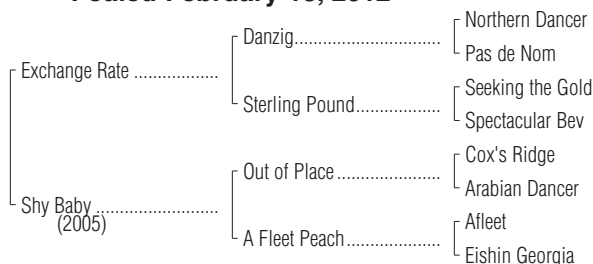 Foaled February 2012
Northern Dancer
Danzig..............................
Pas de Nom
Exchange Rate ..................
Seeking the Gold
Sterling Pound..................
Spectacular Bev
Cox's Ridge
Out of Place......................
Arabian Dancer
Shy Baby ..........................
(2005)
Afleet
A Fleet Peach....................
Eishin Georgia